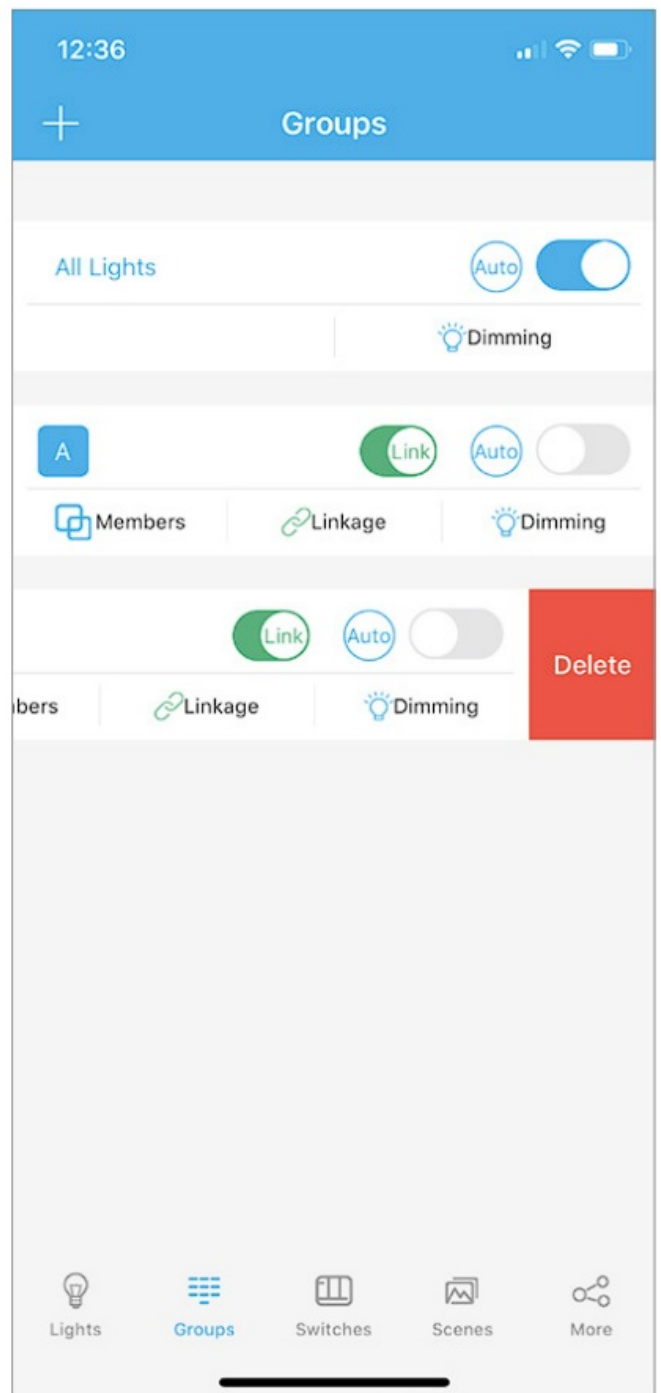 12:36
Groups
All Lights Auto
Dimming
A Link Auto
Members Linkage Dimming
Link Auto Delete
bers Linkage Dimming
Lights Groups Switches Scenes More